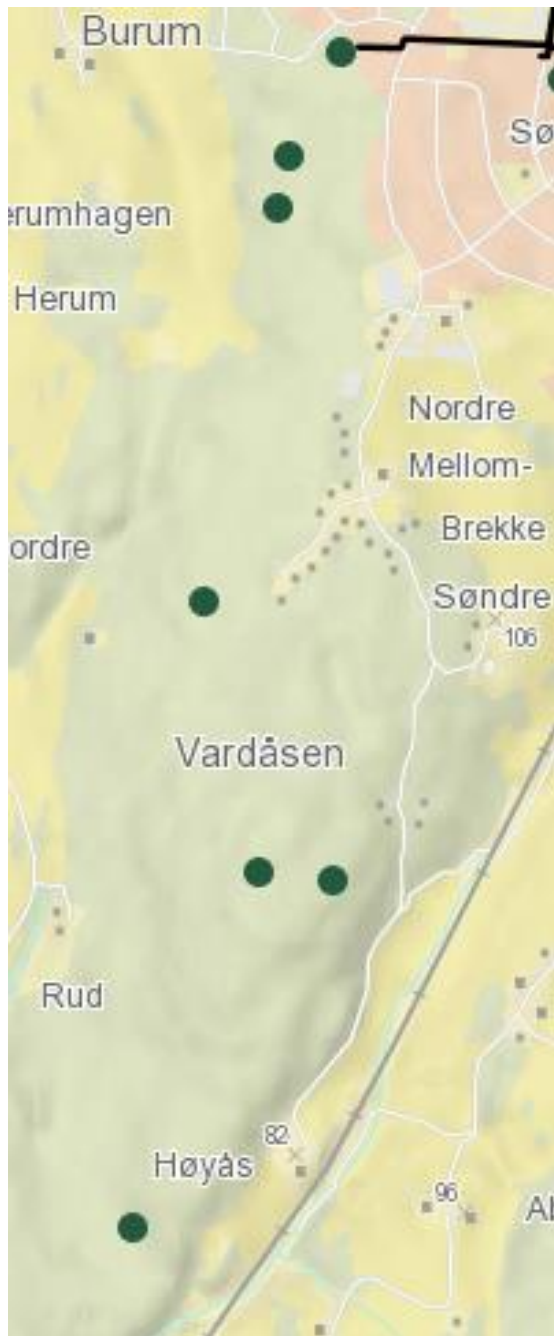 Burum
Sø
erumhagen
Herum
Nordre
Mellom-
Brekke
ordre
Søndre
106
Vardåsen
Rud
82
Høyås
96
Al